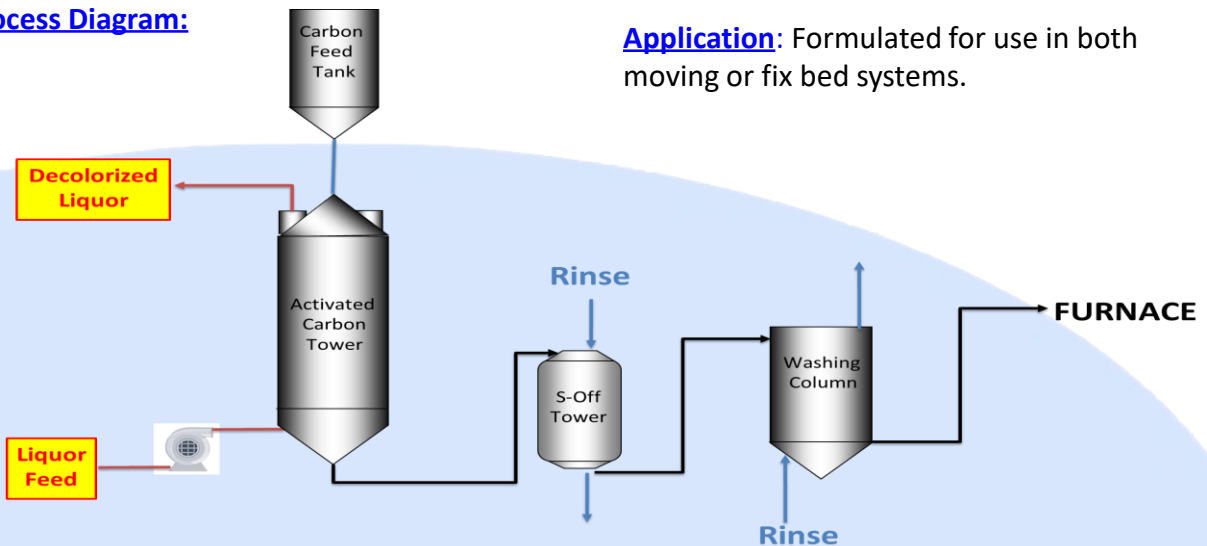 ocess Diagram:
Application: Formulated for use in both
moving or fix bed systems.
Carbon
Feed
Tank
Decolorized
Liquor
Activated
Carbon
Tower
Rinse
S-Off
Tower
Washing
Column
FURNACE
Liquor
Feed
Rinse